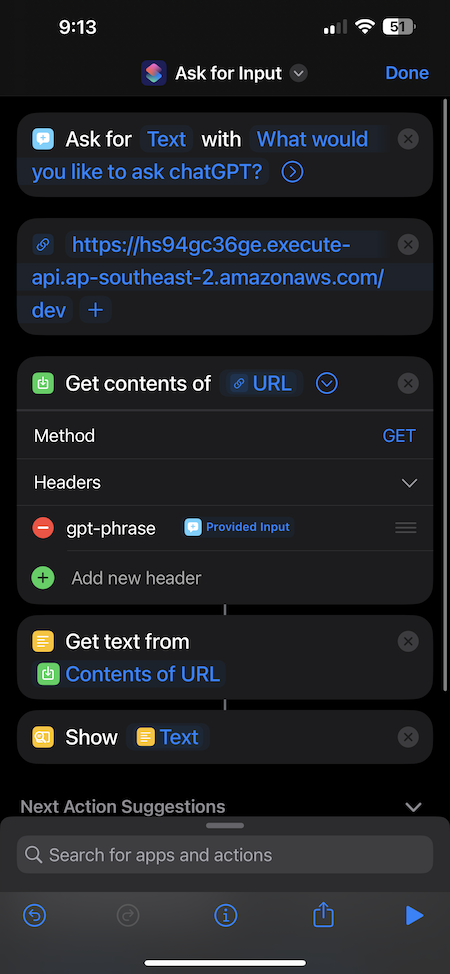 9:13
51
Ask for Input
Done
Ask for Text with What would
you like to ask chatGPT?
https://hs94gc36ge.execute-
api.ap-southeast-2.amazonaws.com/
dev
Get contents of URL
Method GET
Headers
gpt-phrase Provided Input
Add new header
Get text from
Contents of URL
Show Text
Next Action Suggestions
Search for apps and actions